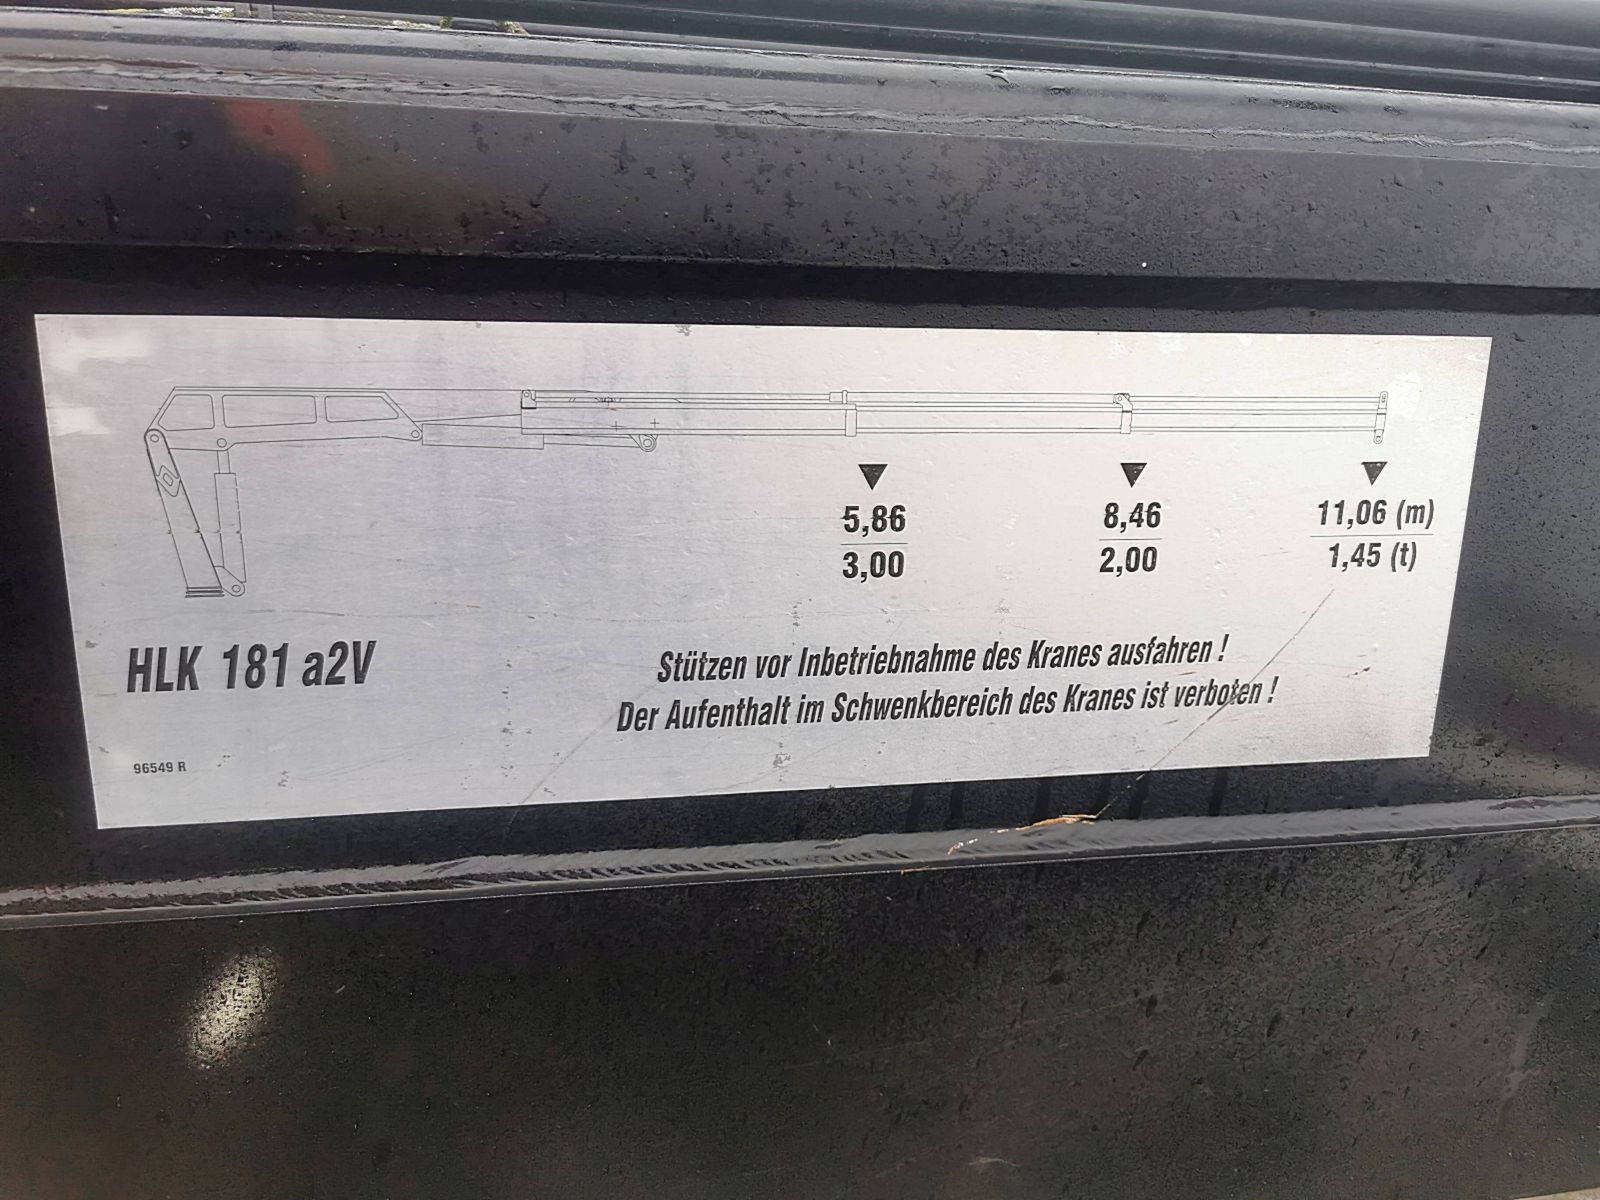 5,86
3,00
8,46
2,00
11,06 (m)
1,45 (t)
HLK 181 a2V
Stützen vor Inbetriebnahme des Kranes ausfahren !
Der Aufenthalt im Schwenkbereich des Kranes ist verboten !
96549 R